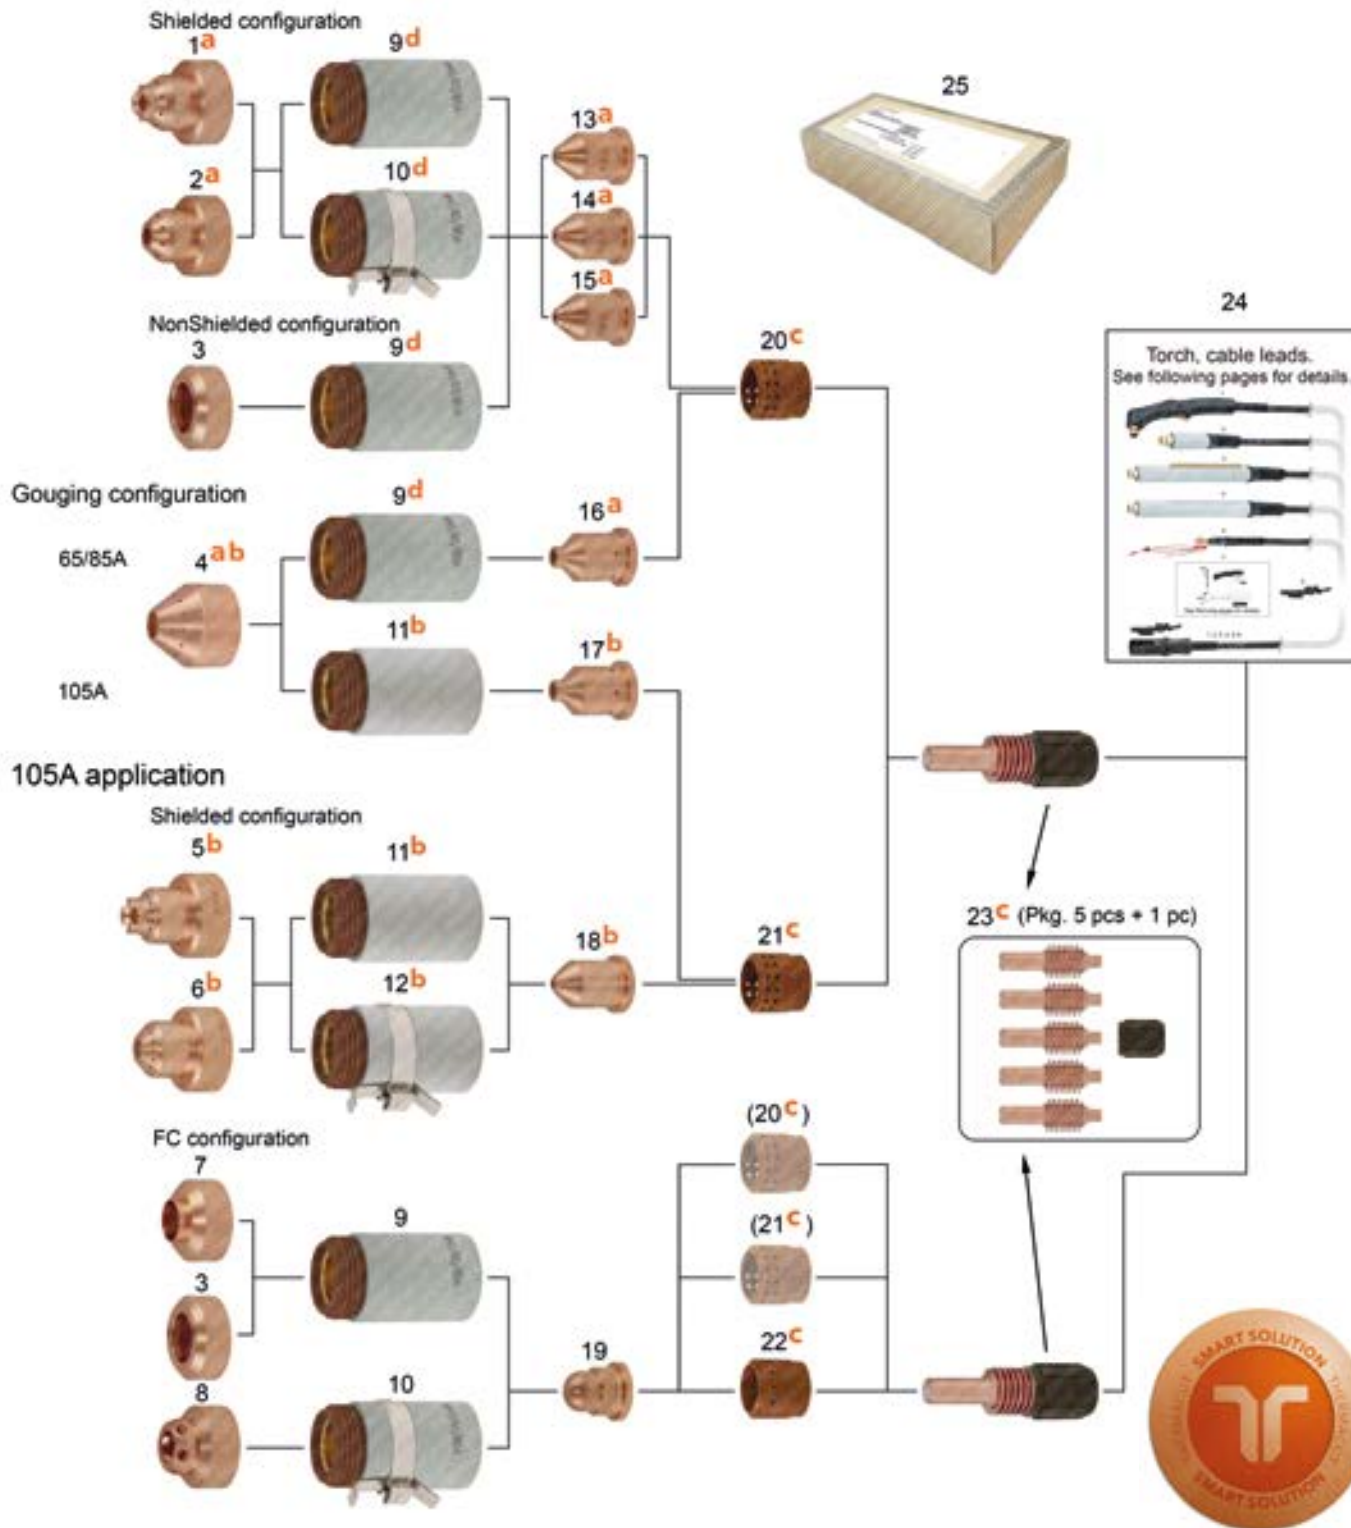 Shielded configuration
1a
9d
25
13a
2a
10d
14a
15a
24
NonShielded configuration
3
9d
20c
Torch, cable leads.
See following pages for details.
Gouging configuration
9d
16a
65/85A
4ab
11b
17b
105A
105A application
Shielded configuration
5b
11b
23c (Pkg. 5 pcs + 1 pc)
18b
21c
6b
12b
(20c)
FC configuration
7
9
(21c)
3
19
22c
8
10
SMART SOLUTION
SMART SOLUTION